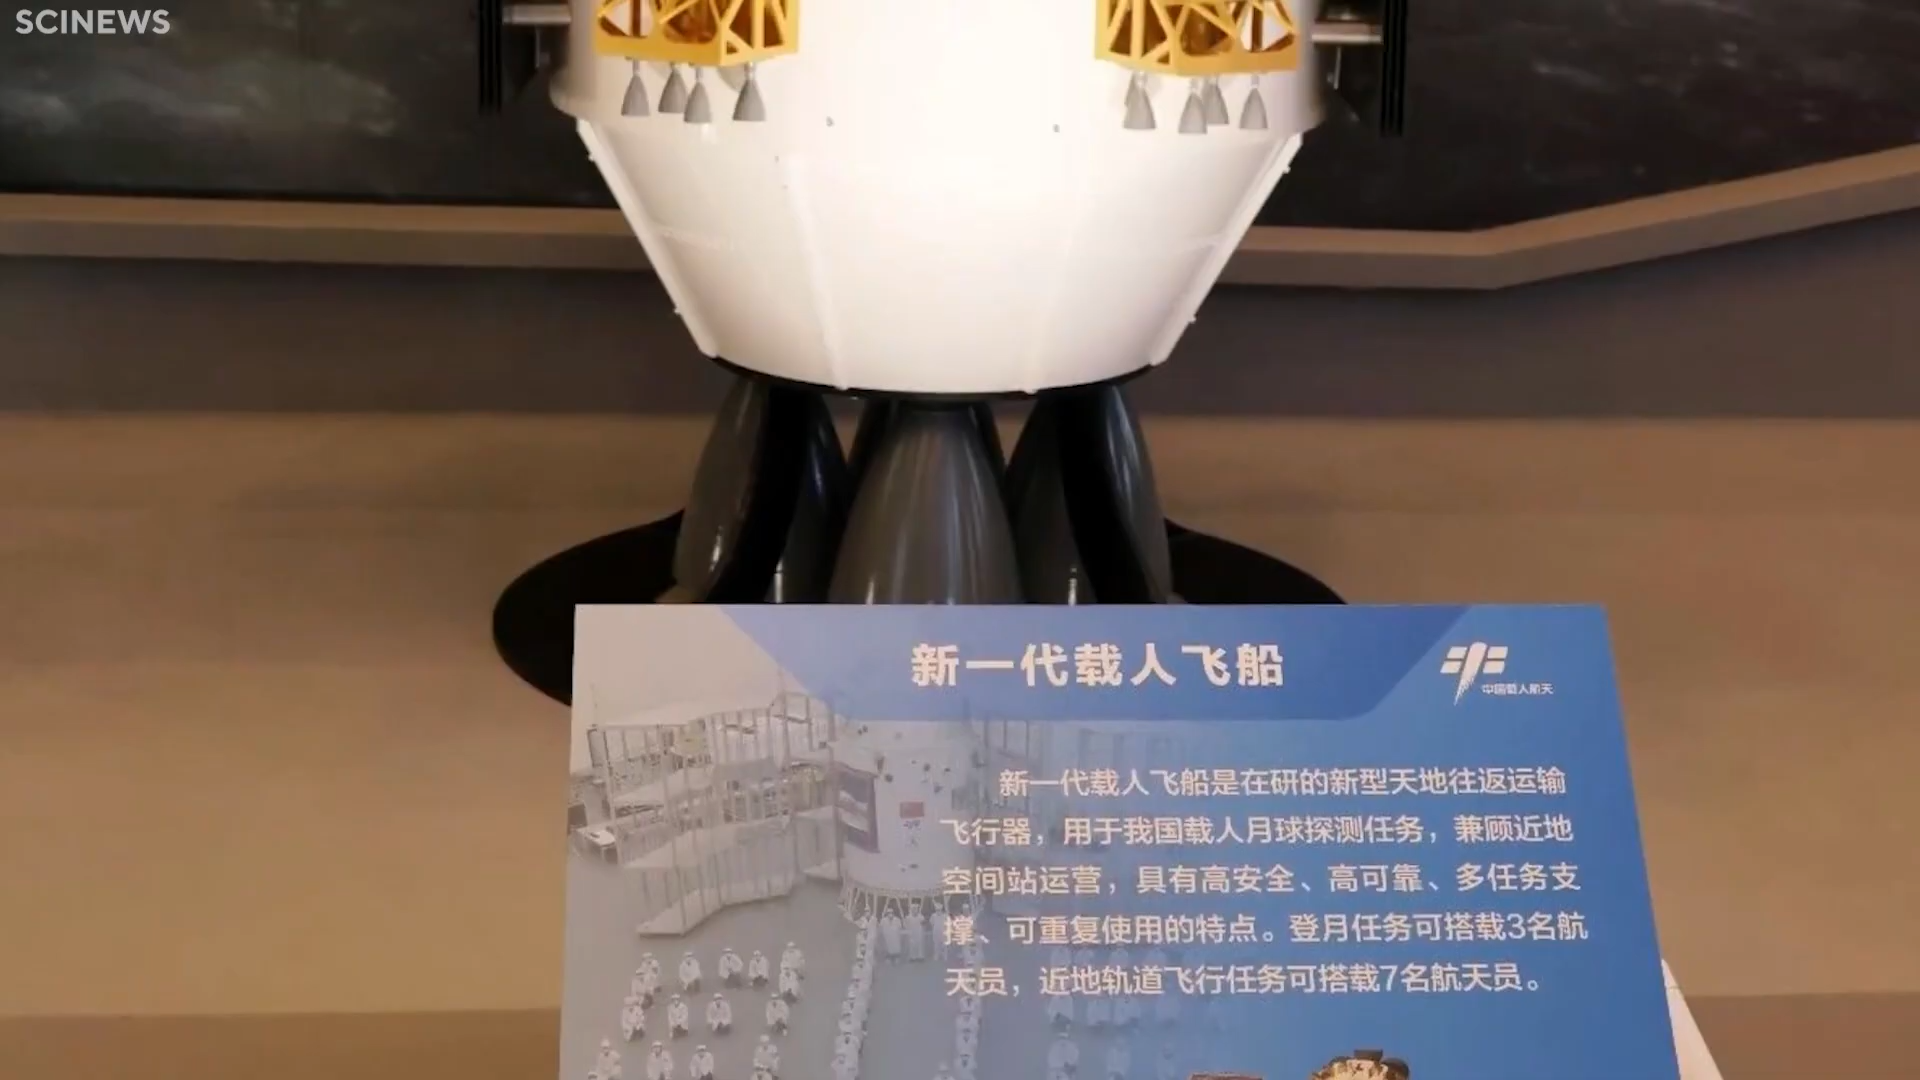 SCINEWS
新一代载人飞船
中国载人航天
新一代载人飞船是在研的新型天地往返运输
飞行器，用于我国载人月球探测任务，兼顾近地
空间站运营，具有高安全、高可靠、多任务支
撑、可重复使用的特点。登月任务可搭载3名航
天员，近地轨道飞行任务可搭载7名航天员。